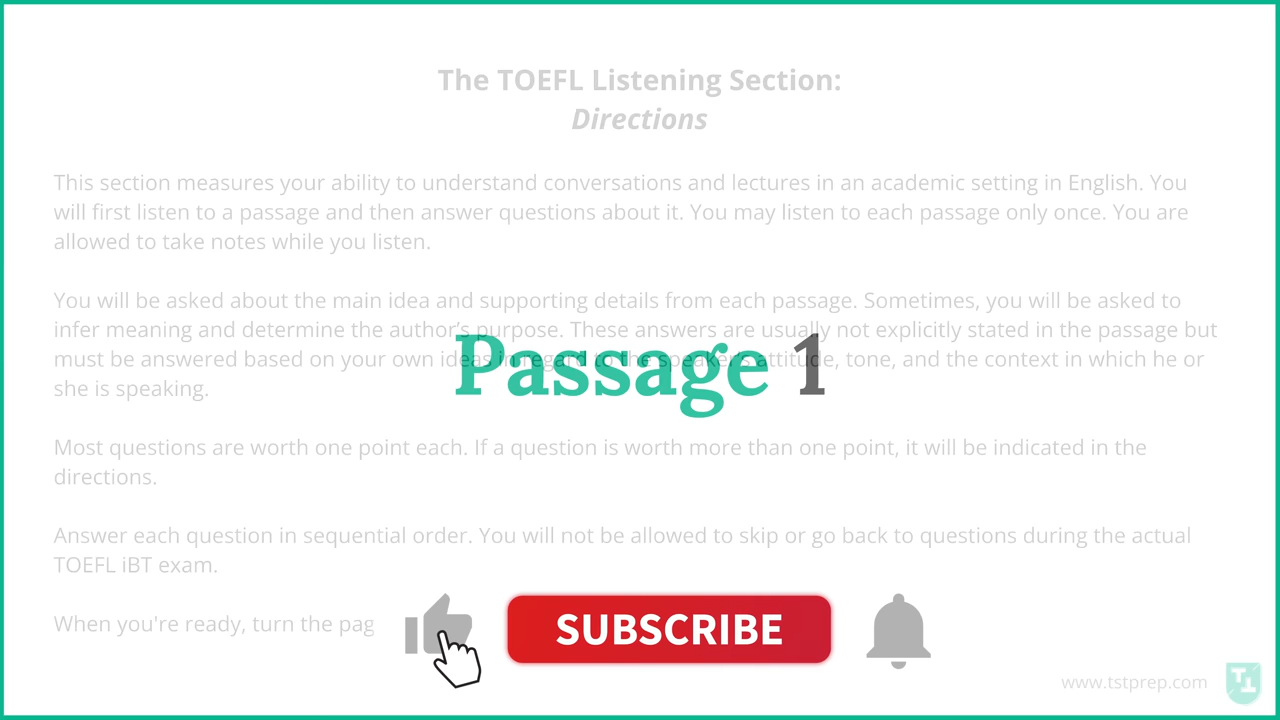 The TOEFL Listening Section:
Directions
This section measures your ability to understand conversations and lectures in an academic setting in English. You
will first listen to a passage and then answer questions about it. You may listen to each passage only once. You are
allowed to take notes while you listen.
You will be asked about the main idea and supporting details from each passage. Sometimes, you will be asked to
infer meaning and determine the author's purpose. These answers are usually not explicitly stated in the passage but
must be answered based on your own ideas attitude, tone, and the context in which he or
she is speaking.
Passage 1
Most questions are worth one point each. If a question is worth more than one point, it will be indicated in the
directions.
Answer each question in sequential order. You will not be allowed to skip or go back to questions during the actual
TOEFL iBT exam.
When you're ready, turn the pag
SUBSCRIBE
www.tstprep.com